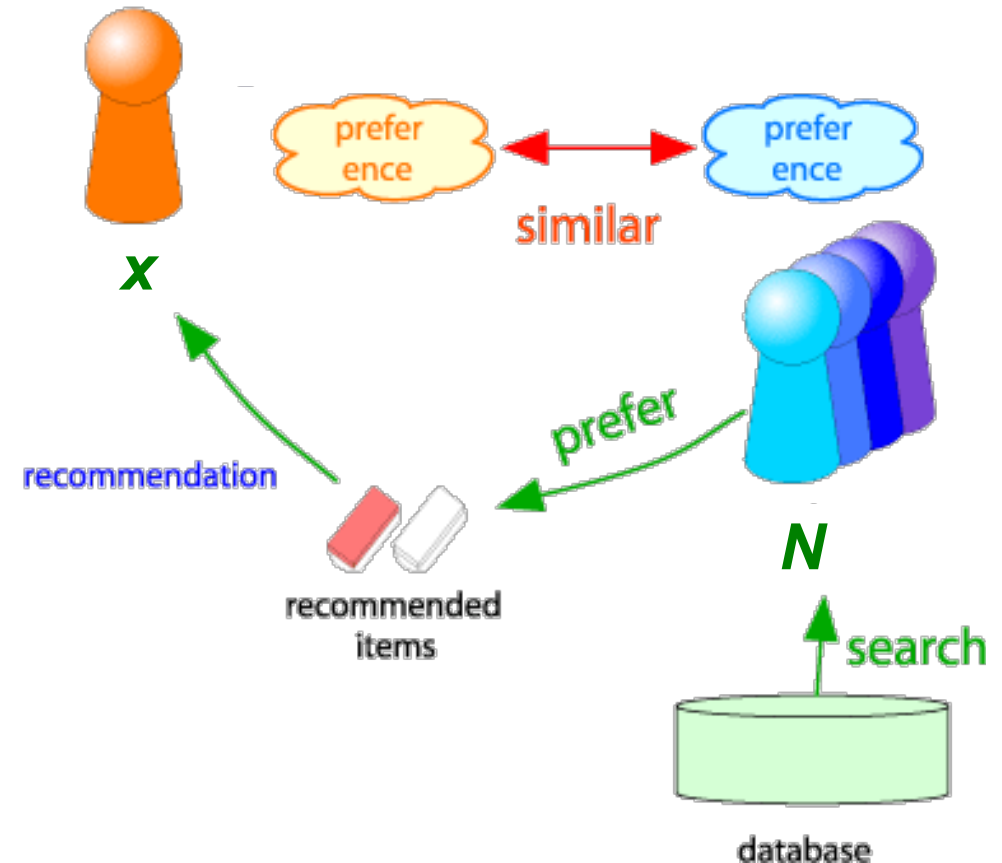 prefer
ence
prefer
ence
similar
x
prefer
recommendation
N
recommended
items
search
database